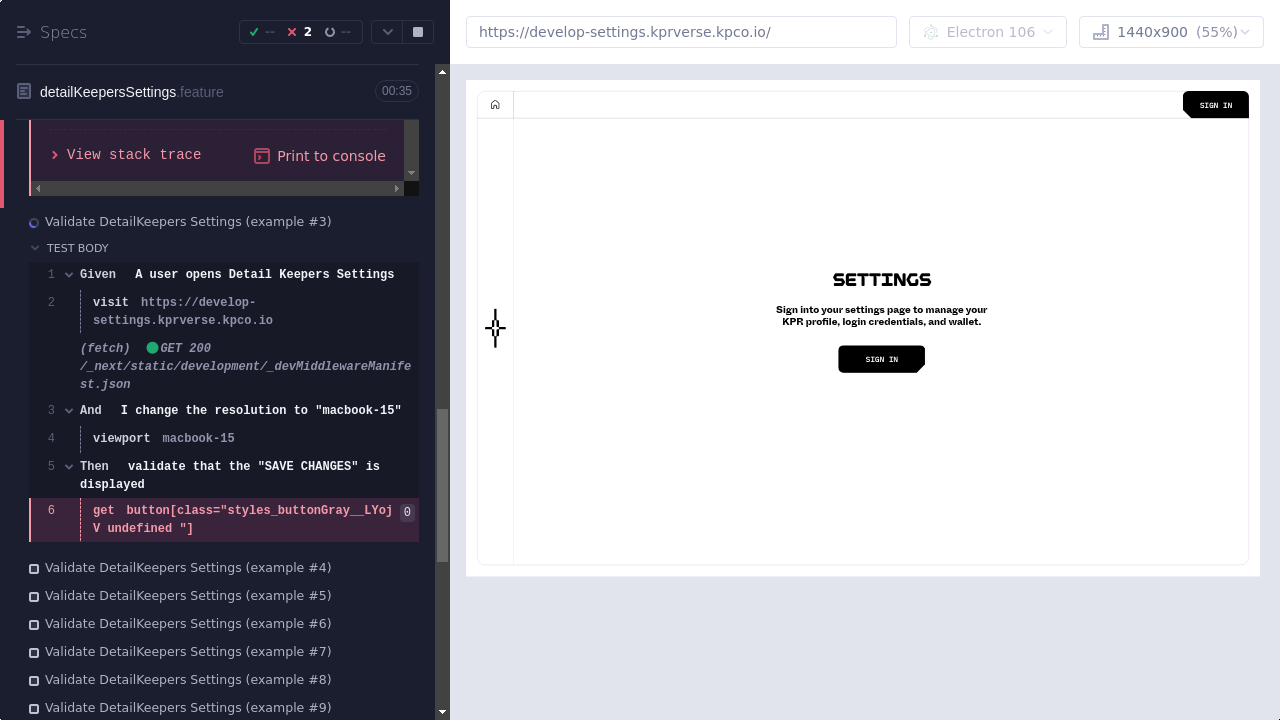 Specs
--
2
--
detailKeepersSettings.feature
00:35
View stack trace
Print to console
Validate DetailKeepers Settings (example #3)
TEST BODY
1 Given A user opens Detail Keepers Settings
2 visit https://develop-
settings.kprverse.kpco.io
(fetch) GET 200
/_next/static/development/_devMiddlewareManife
st.json
3 And I change the resolution to "macbook-15"
4 viewport macbook-15
5 Then validate that the "SAVE CHANGES" is
displayed
6 get button[class="styles_buttonGray__LYoj 0
V undefined "]
Validate DetailKeepers Settings (example #4)
Validate DetailKeepers Settings (example #5)
Validate DetailKeepers Settings (example #6)
Validate DetailKeepers Settings (example #7)
Validate DetailKeepers Settings (example #8)
Validate DetailKeepers Settings (example #9)
https://develop-settings.kprverse.kpco.io/
Electron 106
1440x900 (55%)
SIGN IN
SETTINGS
Sign into your settings page to manage your
KPR profile, login credentials, and wallet.
SIGN IN